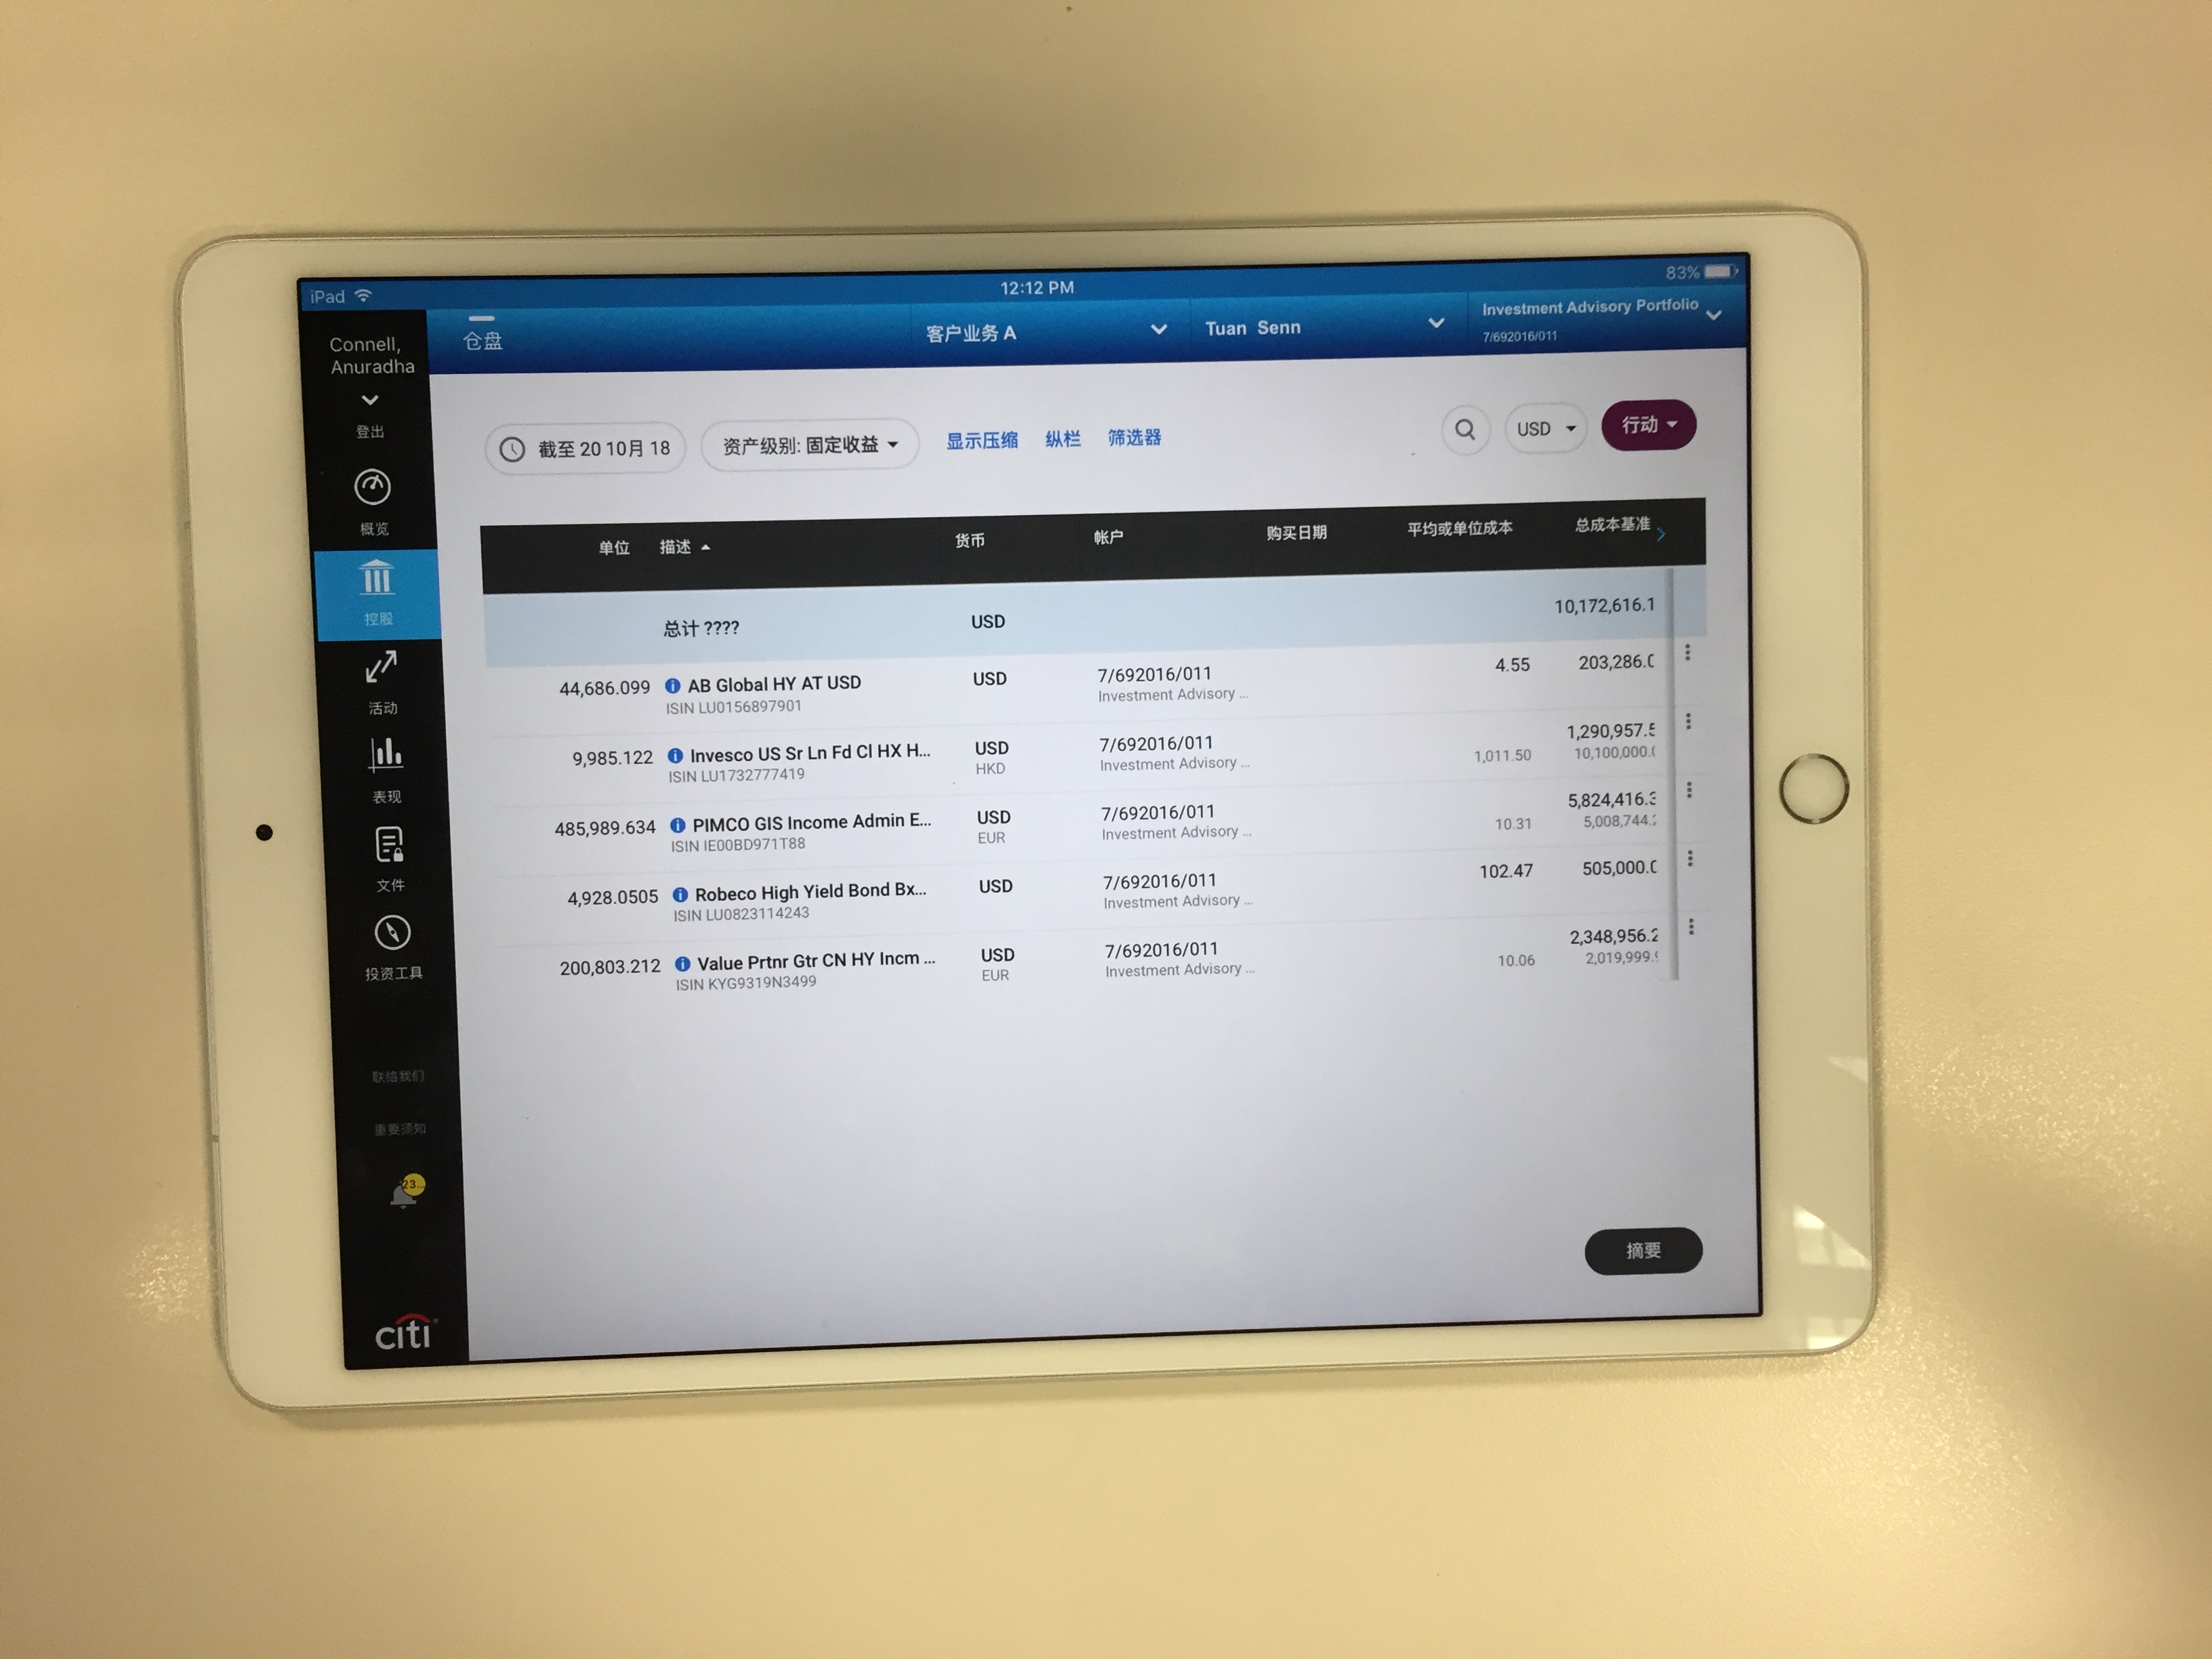 iPad
12:12 PM
83%
Connell,
Anuradha
登出
概览
控股
活动
表现
文件
投资工具
联络我们
重要须知
23
citi
仓盘
客户业务 A
Tuan Senn
Investment Advisory Portfolio
7/692016/011
截至 20 10月 18
资产级别: 固定收益
显示压缩
纵栏
筛选器
USD
行动
单位 描述 货币 帐户 购买日期 平均或单位成本 总成本基准
总计 ???? USD 10,172,616.1
44,686.099 AB Global HY AT USD USD 7/692016/011 4.55 203,286.0
ISIN LU0156897901 Investment Advisory ...
9,985.122 Invesco US Sr Ln Fd Cl HX H... USD 7/692016/011 1,290,957.5
ISIN LU1732777419 HKD Investment Advisory ... 1,011.50 10,100,000.0
485,989.634 PIMCO GIS Income Admin E... USD 7/692016/011 5,824,416.3
ISIN IE00BD971T88 EUR Investment Advisory ... 10.31 5,008,744.2
4,928.0505 Robeco High Yield Bond Bx... USD 7/692016/011 102.47 505,000.0
ISIN LU0823114243 Investment Advisory ...
200,803.212 Value Prtnr Gtr CN HY Incm ... USD 7/692016/011 2,348,956.2
ISIN KYG9319N3499 EUR Investment Advisory ... 10.06 2,019,999.9
摘要